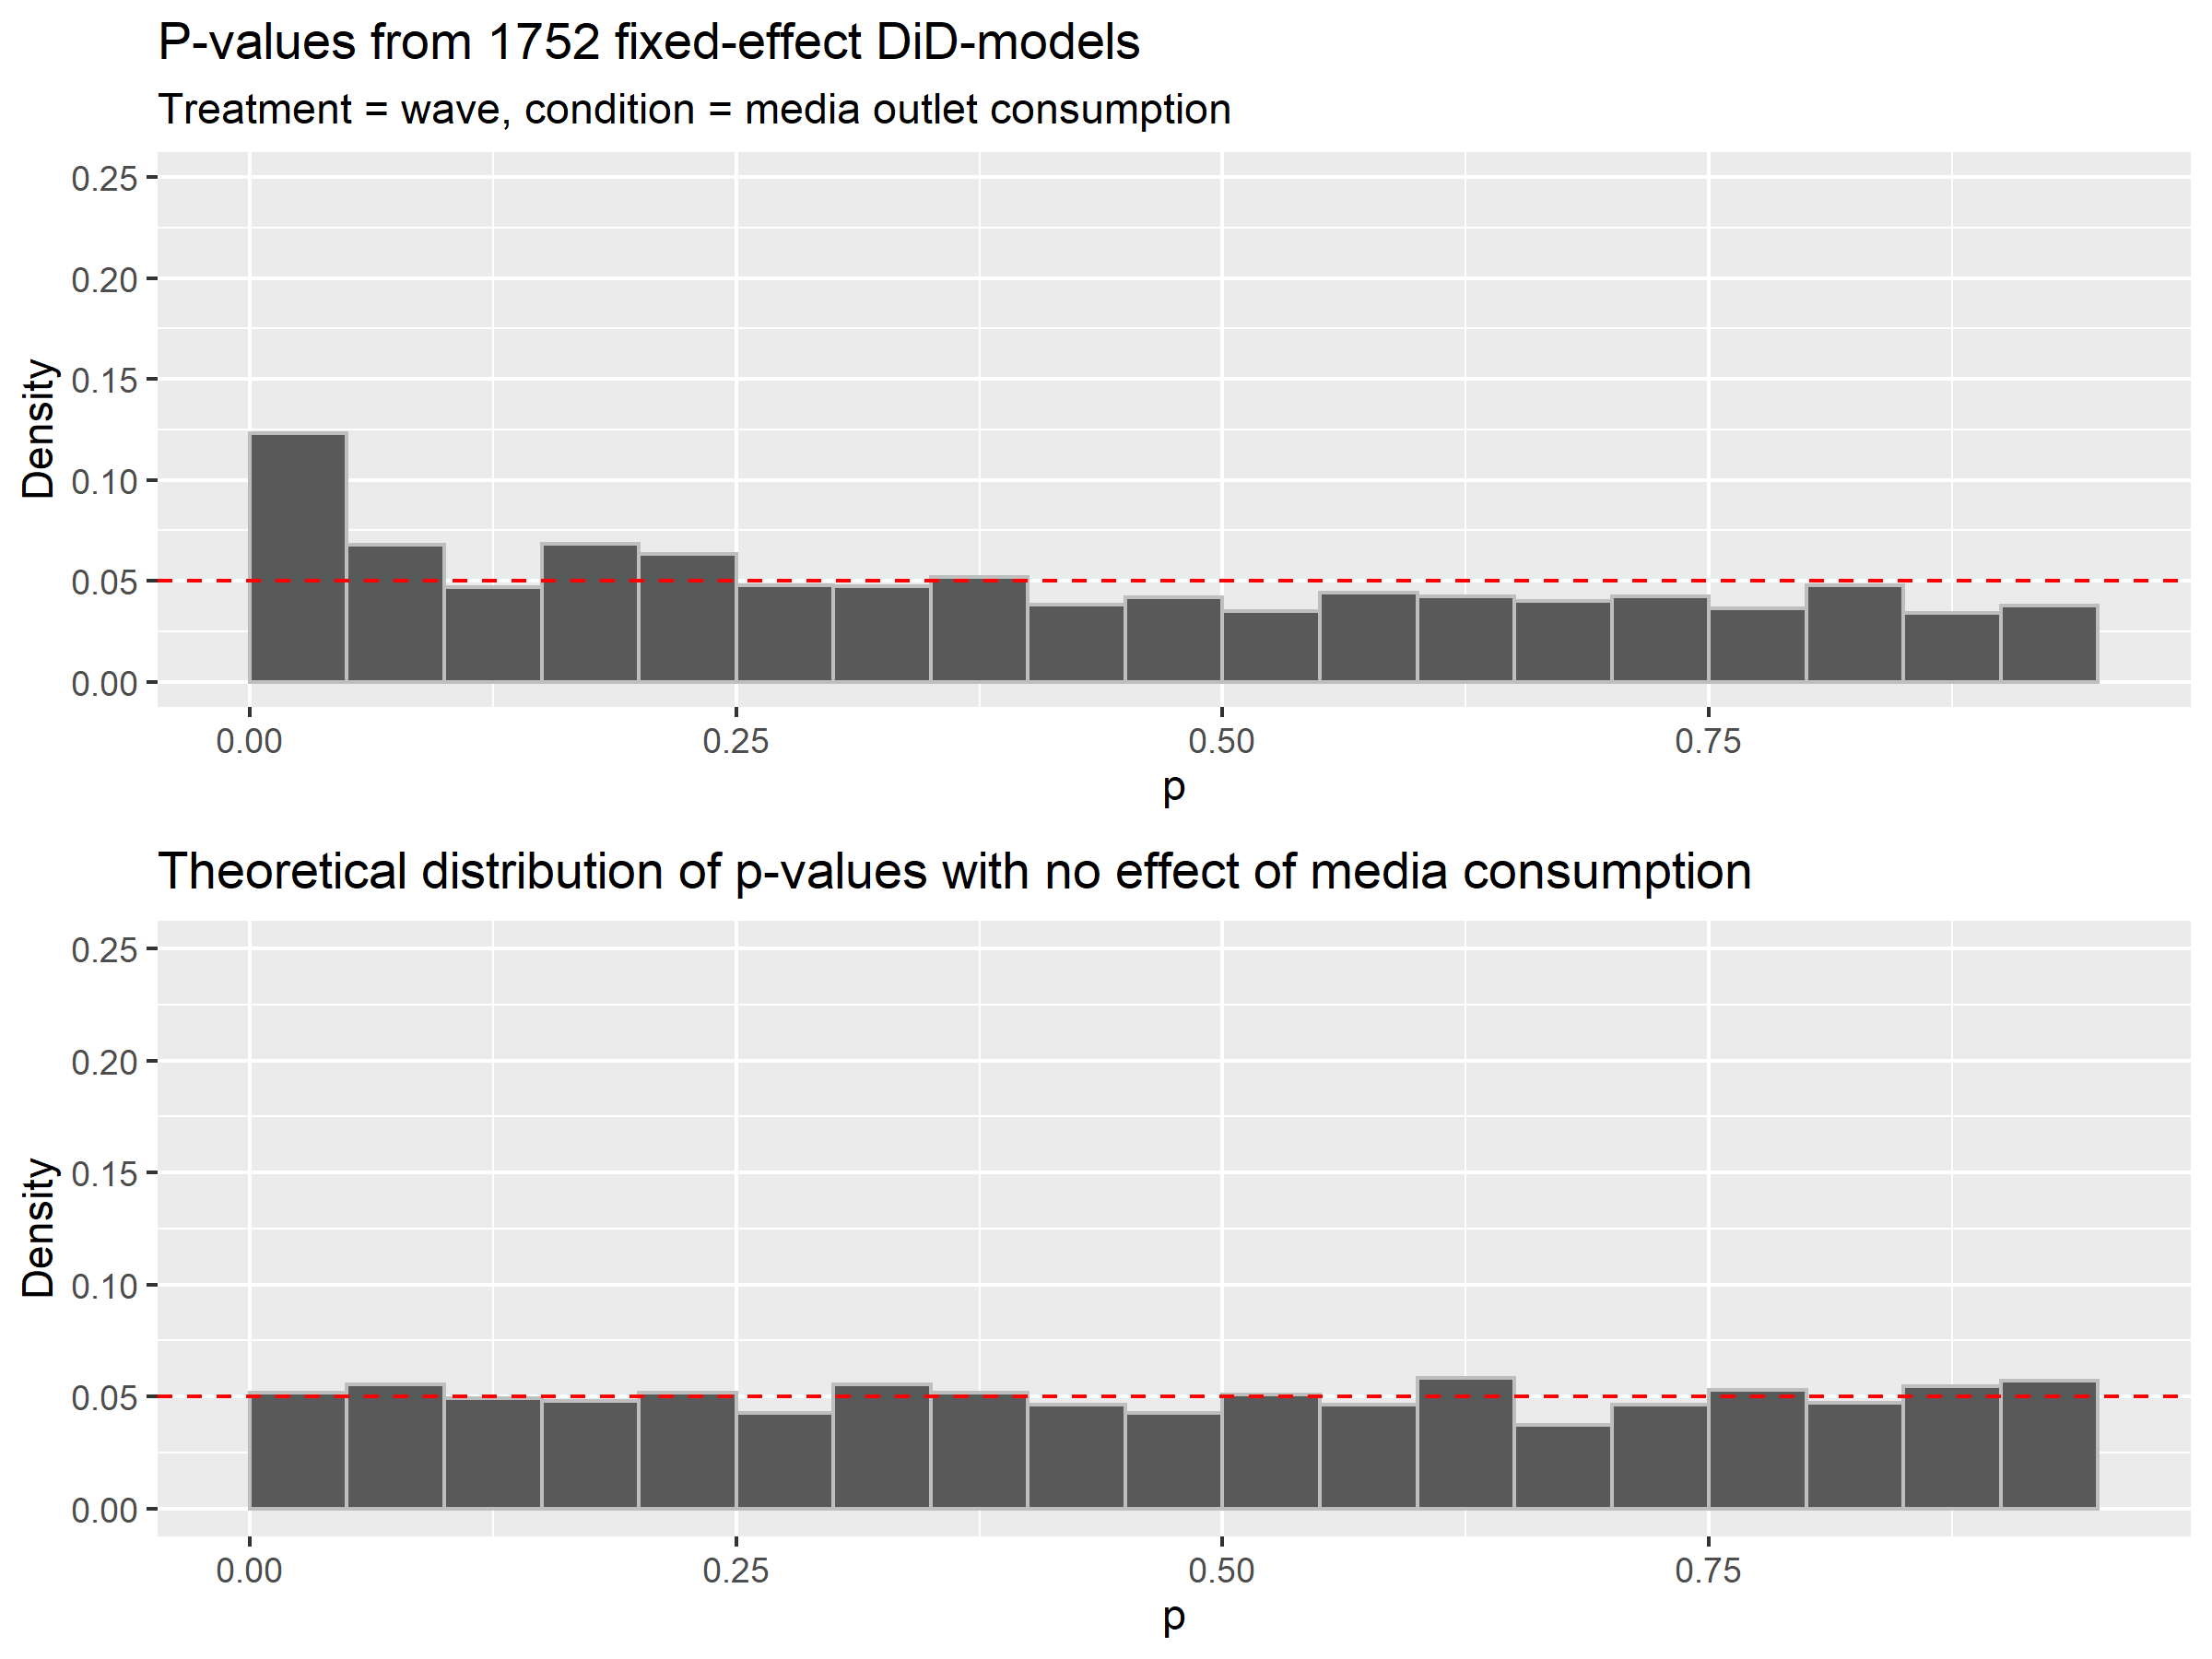 P-values from 1752 fixed-effect DiD-models
Treatment = wave, condition = media outlet consumption
0.25
0.20
0.15
0.10
0.05
0.00
Density
0.00 0.25 0.50 0.75
p
Theoretical distribution of p-values with no effect of media consumption
0.25
0.20
0.15
0.10
0.05
0.00
Density
0.00 0.25 0.50 0.75
p